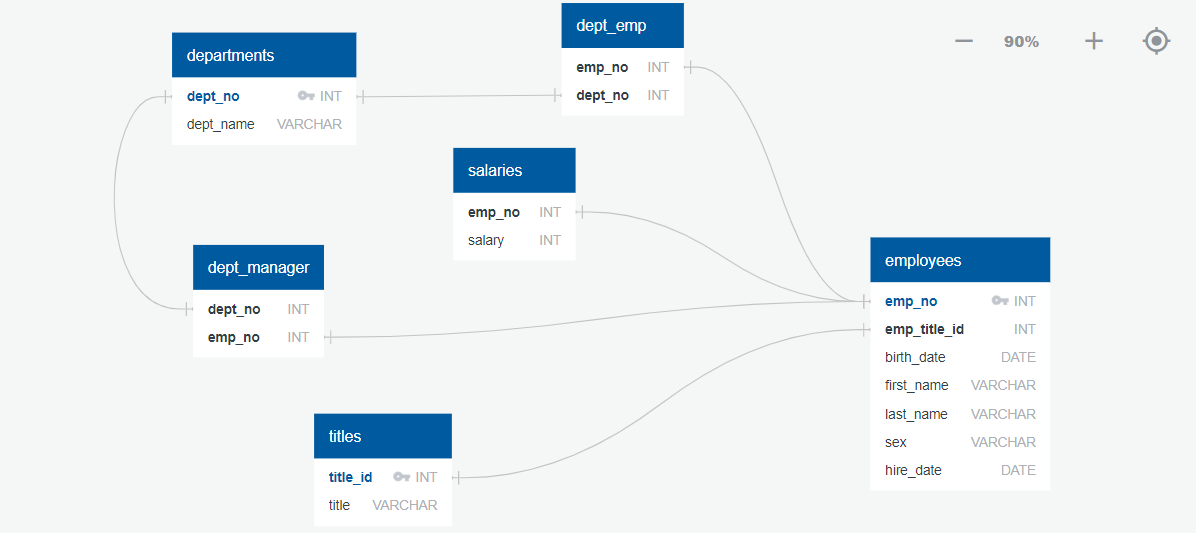 dept_emp
emp_no INT
dept_no INT
90%
departments
dept_no INT
dept_name VARCHAR
salaries
emp_no INT
salary INT
dept_manager
dept_no INT
emp_no INT
employees
emp_no INT
emp_title_id INT
birth_date DATE
first_name VARCHAR
last_name VARCHAR
sex VARCHAR
hire_date DATE
titles
title_id INT
title VARCHAR